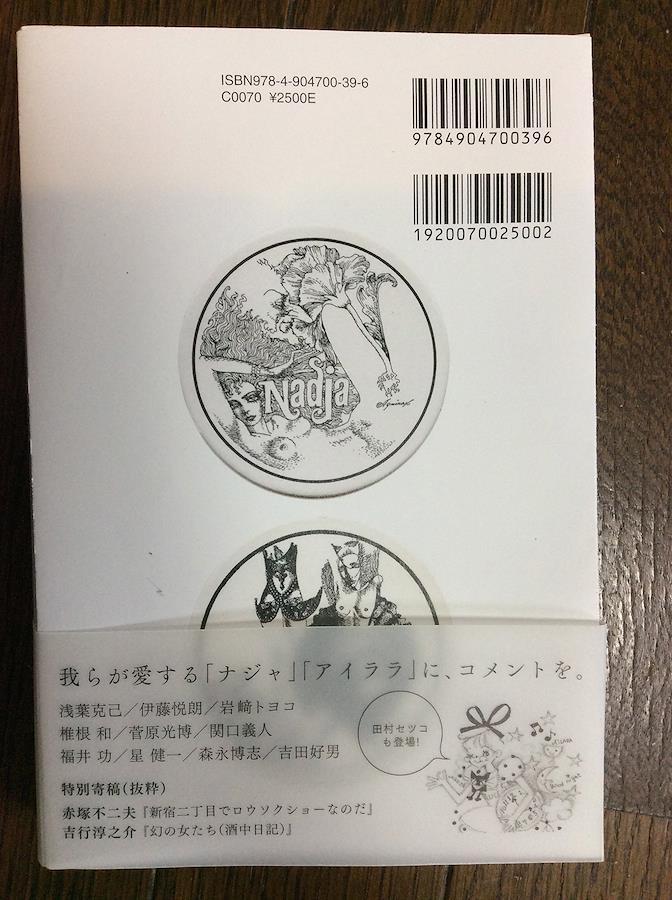 ISBN978-4-904700-39-6
C0070 ¥2500E
9784904700396
1920070025002
Nadja
我らが愛する「ナジャ」「アイララ」に、コメントを。
浅葉克己／伊藤悦朗／岩﨑トヨコ
椎根 和／菅原光博／関口義人
福井 功／星 健一／森永博志／吉田好男
田村セツコ
も登場!
特別寄稿(抜粋)
赤塚不二夫『新宿二丁目でロウソクショーなのだ』
吉行淳之介『幻の女たち(酒中日記)』